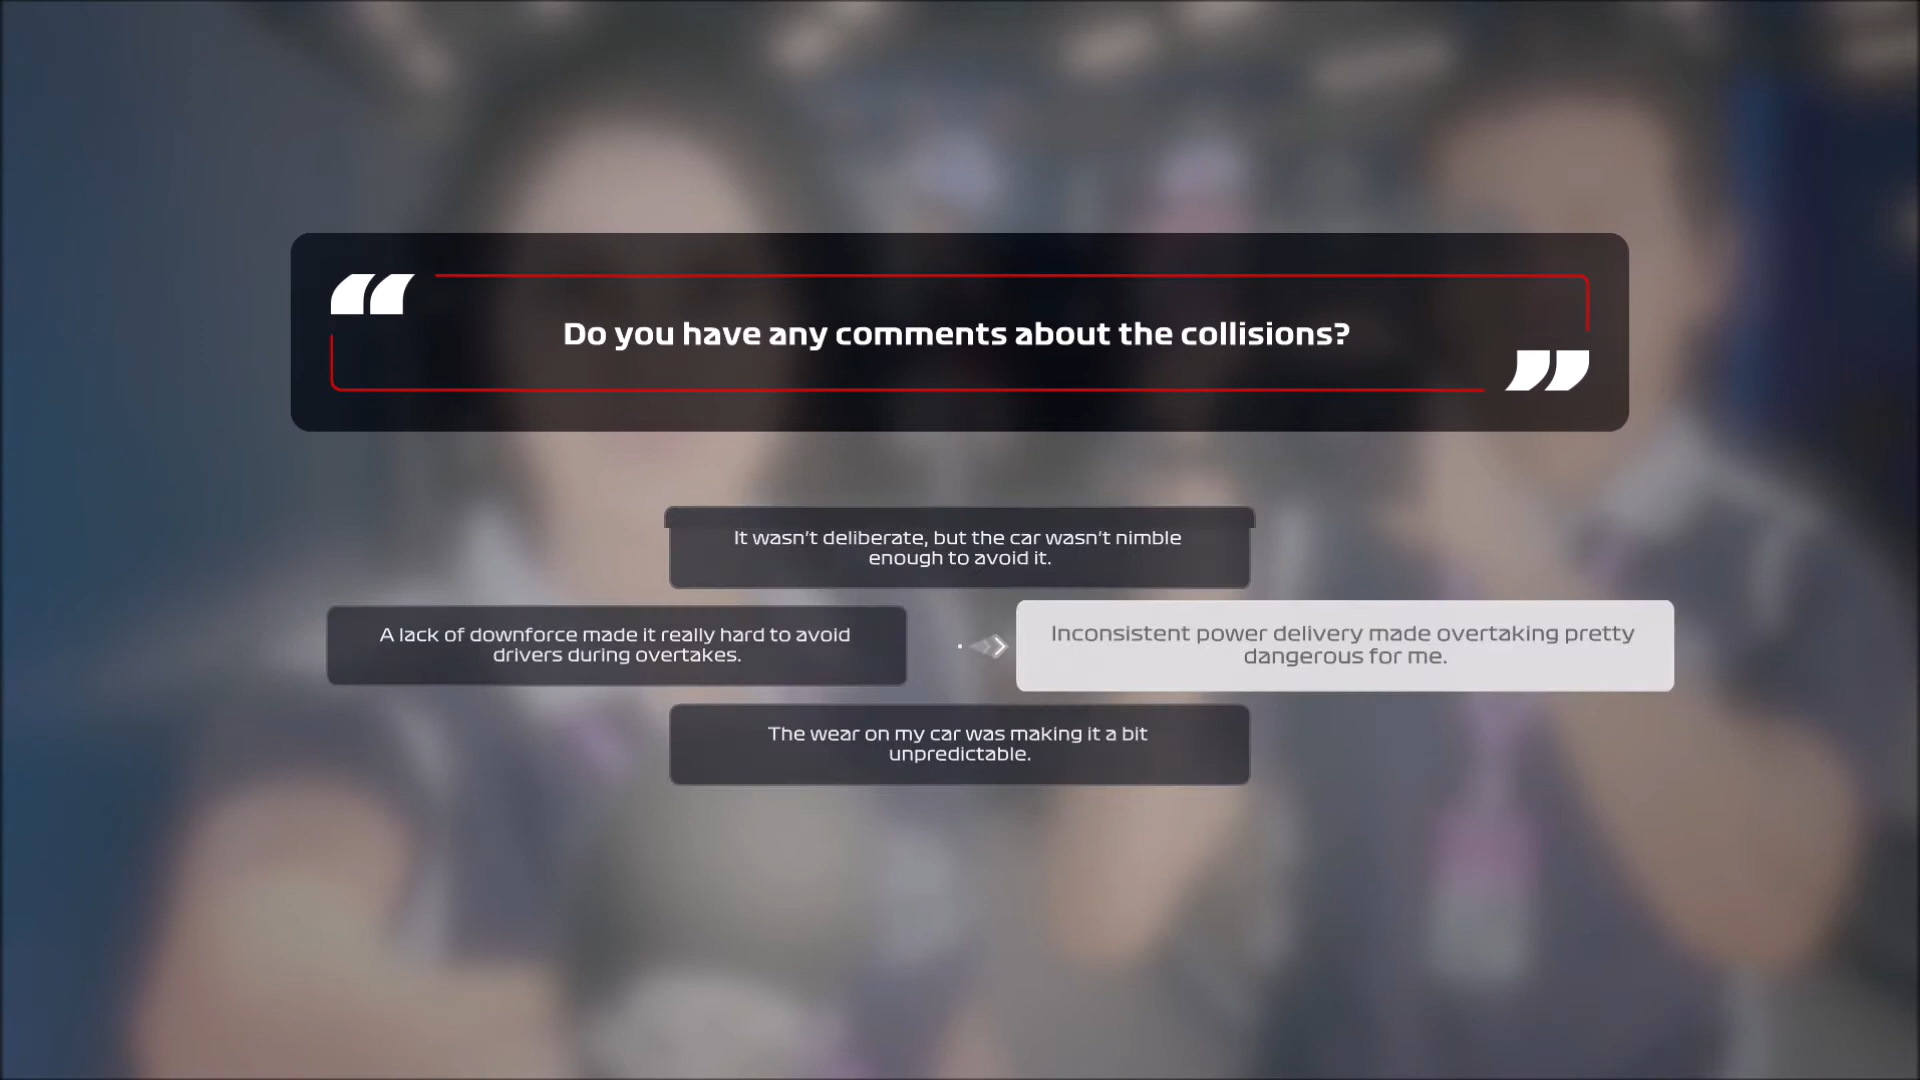 Do you have any comments about the collisions?
It wasn't deliberate, but the car wasn't nimble
enough to avoid it.
A lack of downforce made it really hard to avoid
drivers during overtakes.
Inconsistent power delivery made overtaking pretty
dangerous for me.
The wear on my car was making it a bit
unpredictable.